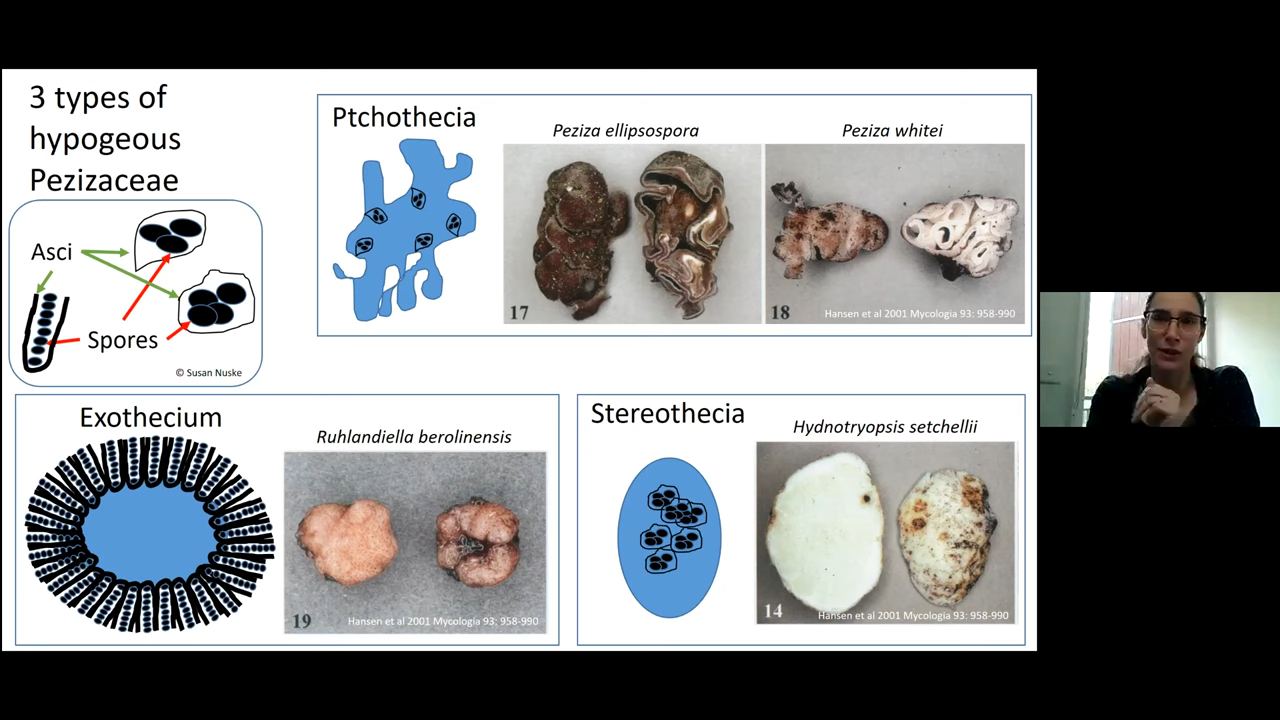 3 types of
hypogeous
Pezizaceae
Asci
Spores
© Susan Nuske
Ptchothecia
Peziza ellipsospora
Peziza whitei
17
18
Hansen et al 2001 Mycologia 93: 958-990
Exothecium
Ruhlandiella berolinensis
19
Hansen et al 2001 Mycologia 93: 958-990
Stereothecia
Hydnotryopsis setchellii
14
Hansen et al 2001 Mycologia 93: 958-990